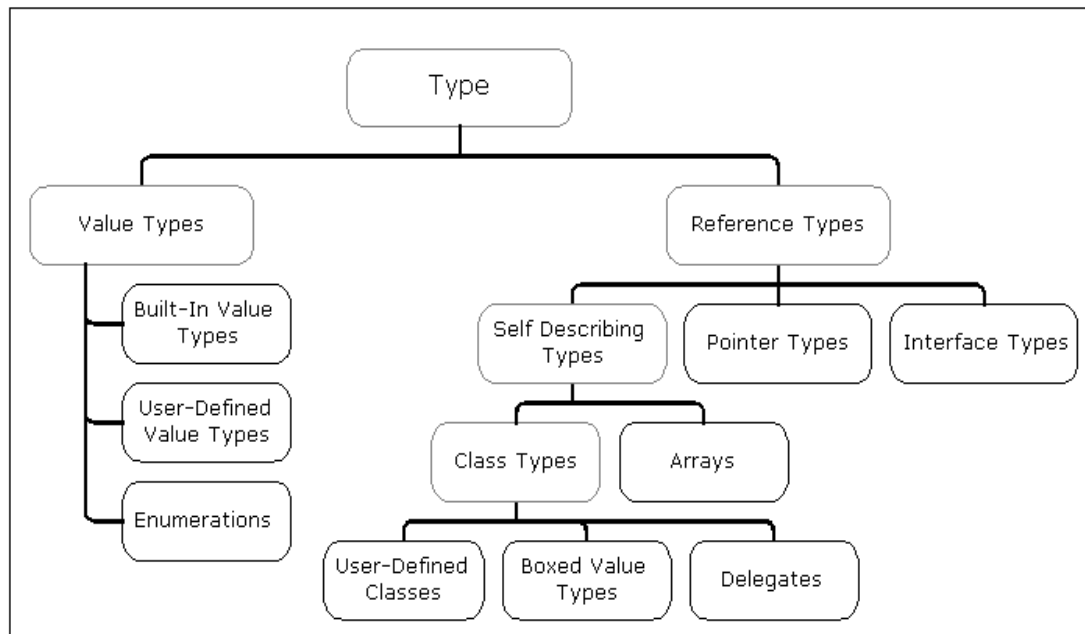 Type
Value Types
Reference Types
Built-In Value
Types
User-Defined
Value Types
Enumerations
Self Describing
Types
Pointer Types
Interface Types
Class Types
Arrays
User-Defined
Classes
Boxed Value
Types
Delegates